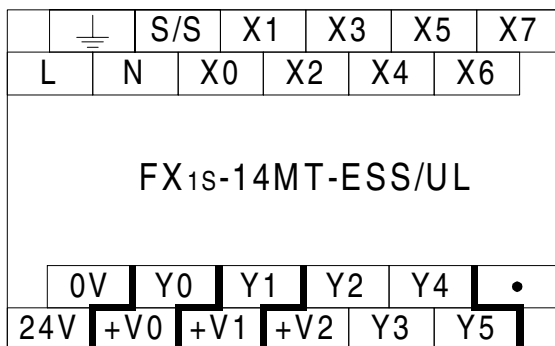 ⏚ S/S X1 X3 X5 X7
L N X0 X2 X4 X6
FX1S-14MT-ESS/UL
0V Y0 Y1 Y2 Y4 •
24V +V0 +V1 +V2 Y3 Y5